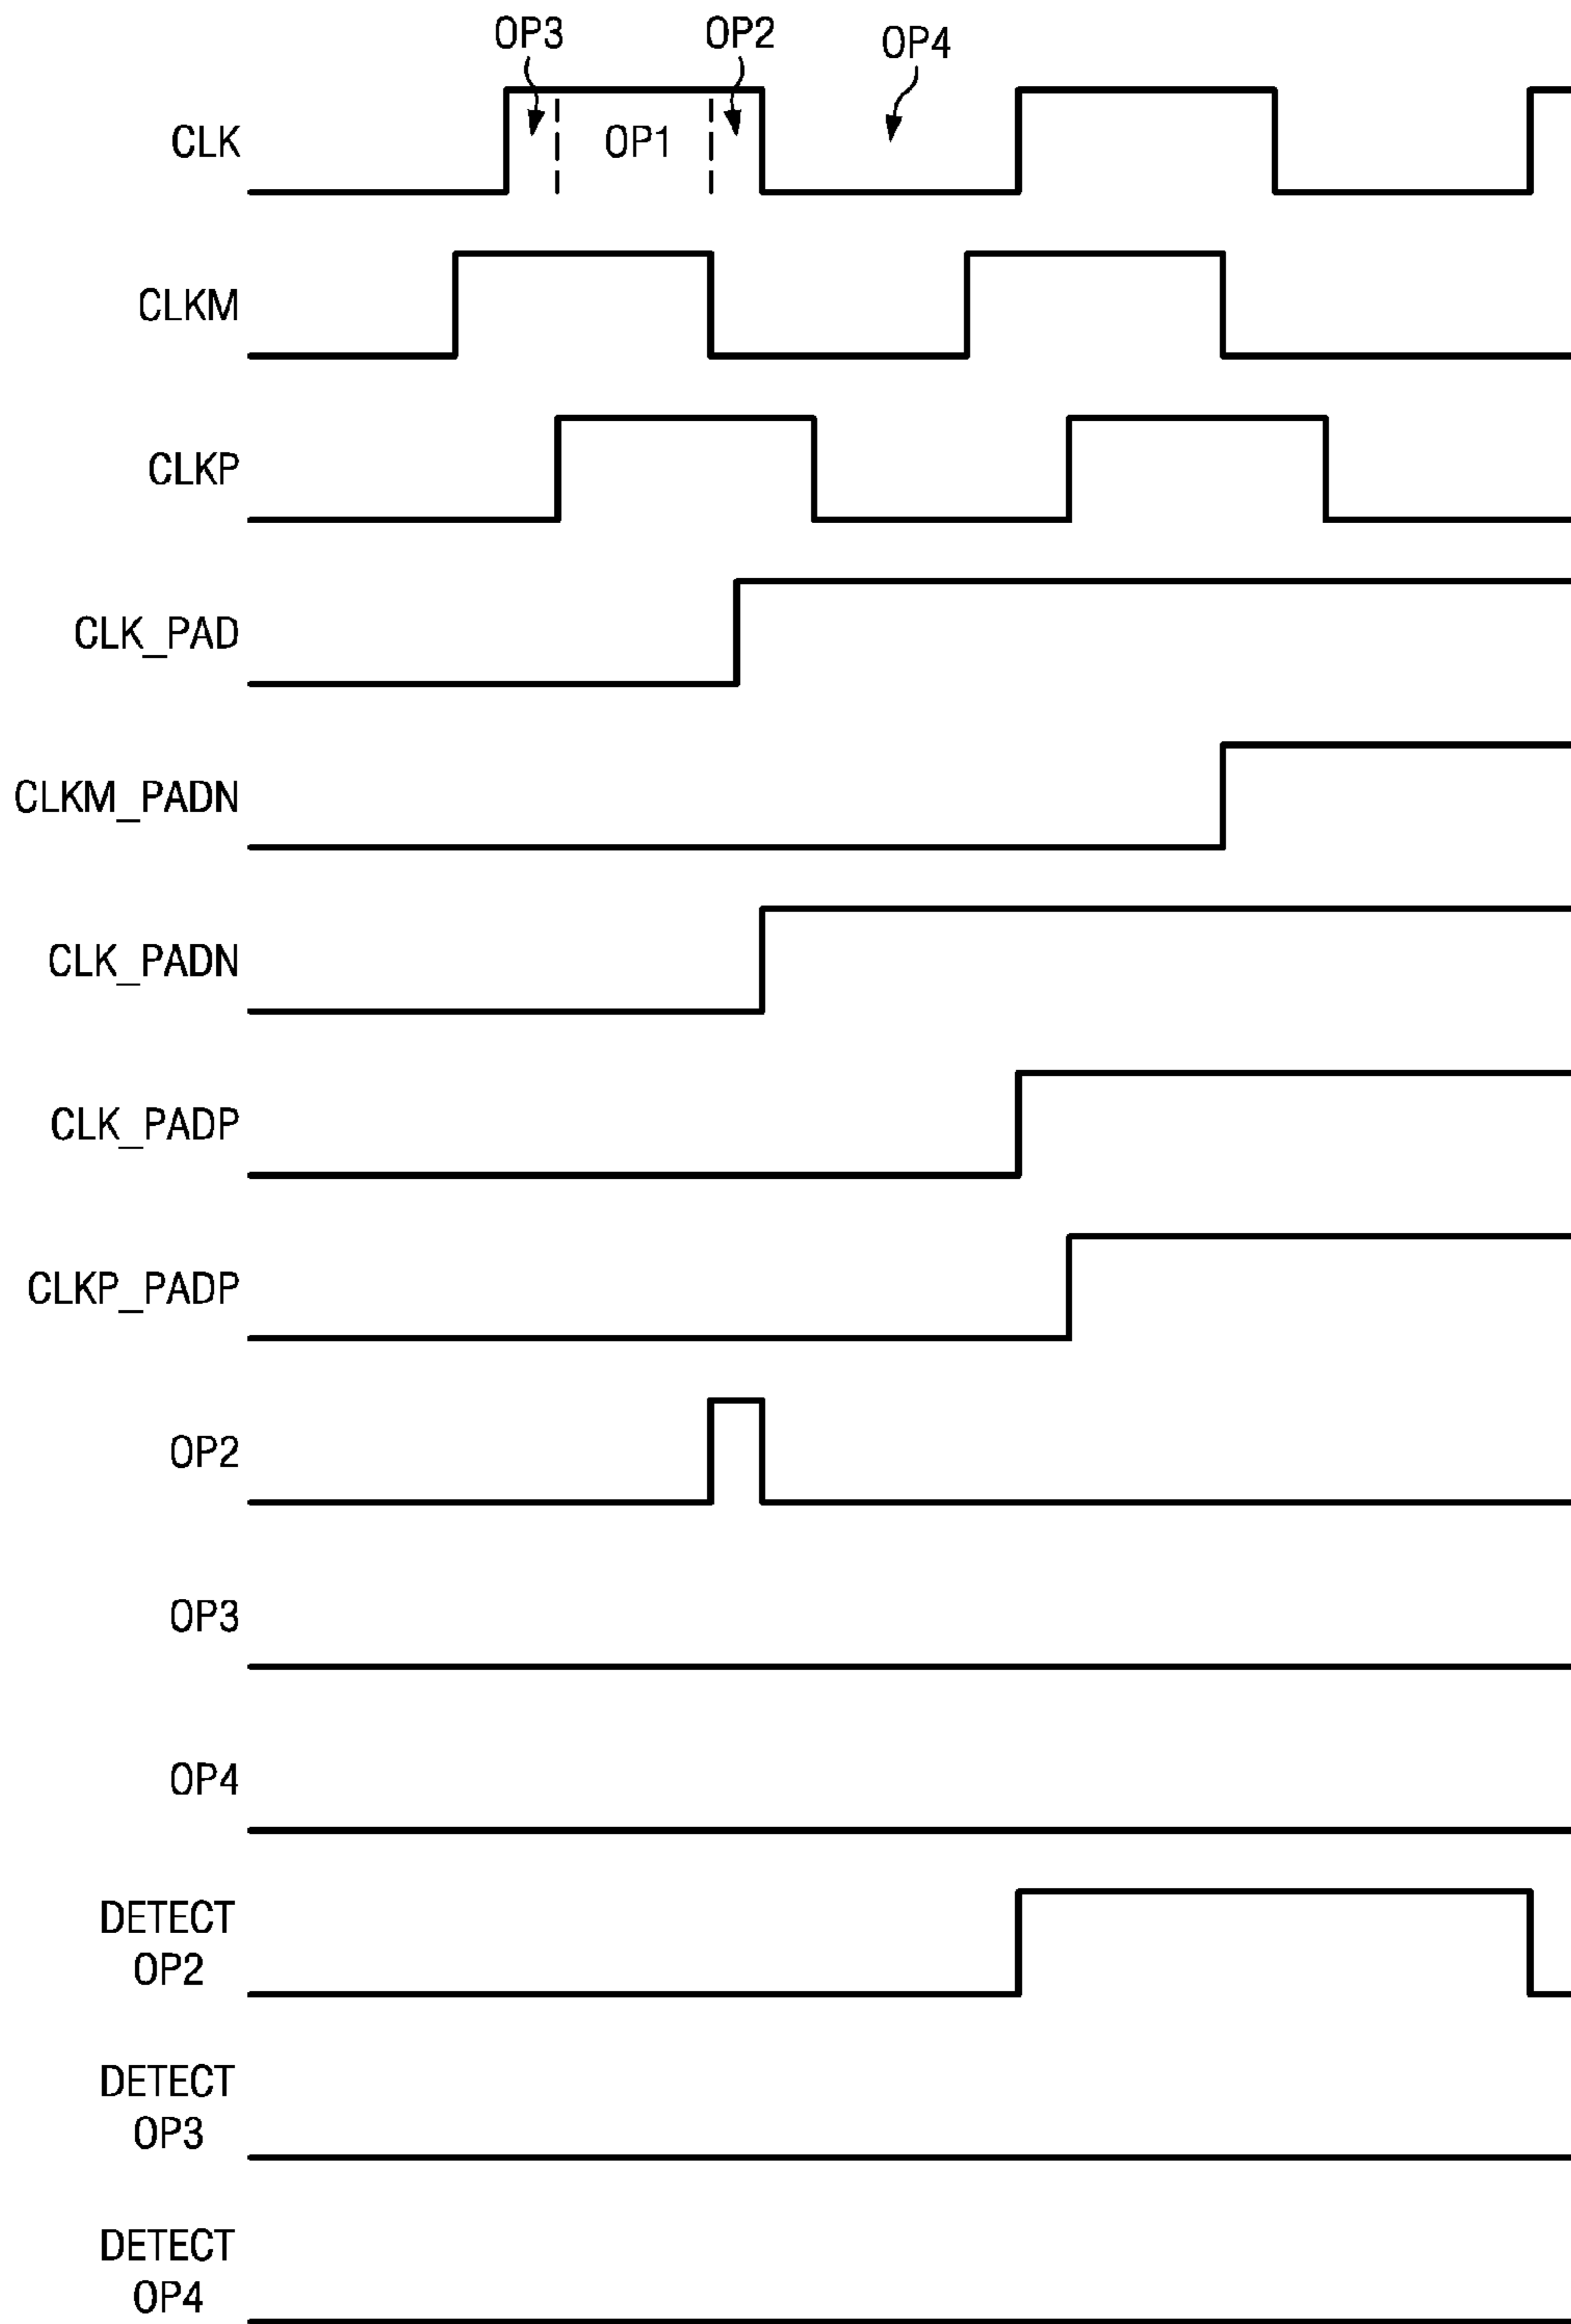 OP3
OP2
OP4
CLK
OP1
CLKM
CLKP
CLK_PAD
CLKM_PADN
CLK_PADN
CLK_PADP
CLKP_PADP
OP2
OP3
OP4
DETECT
OP2
DETECT
OP3
DETECT
OP4